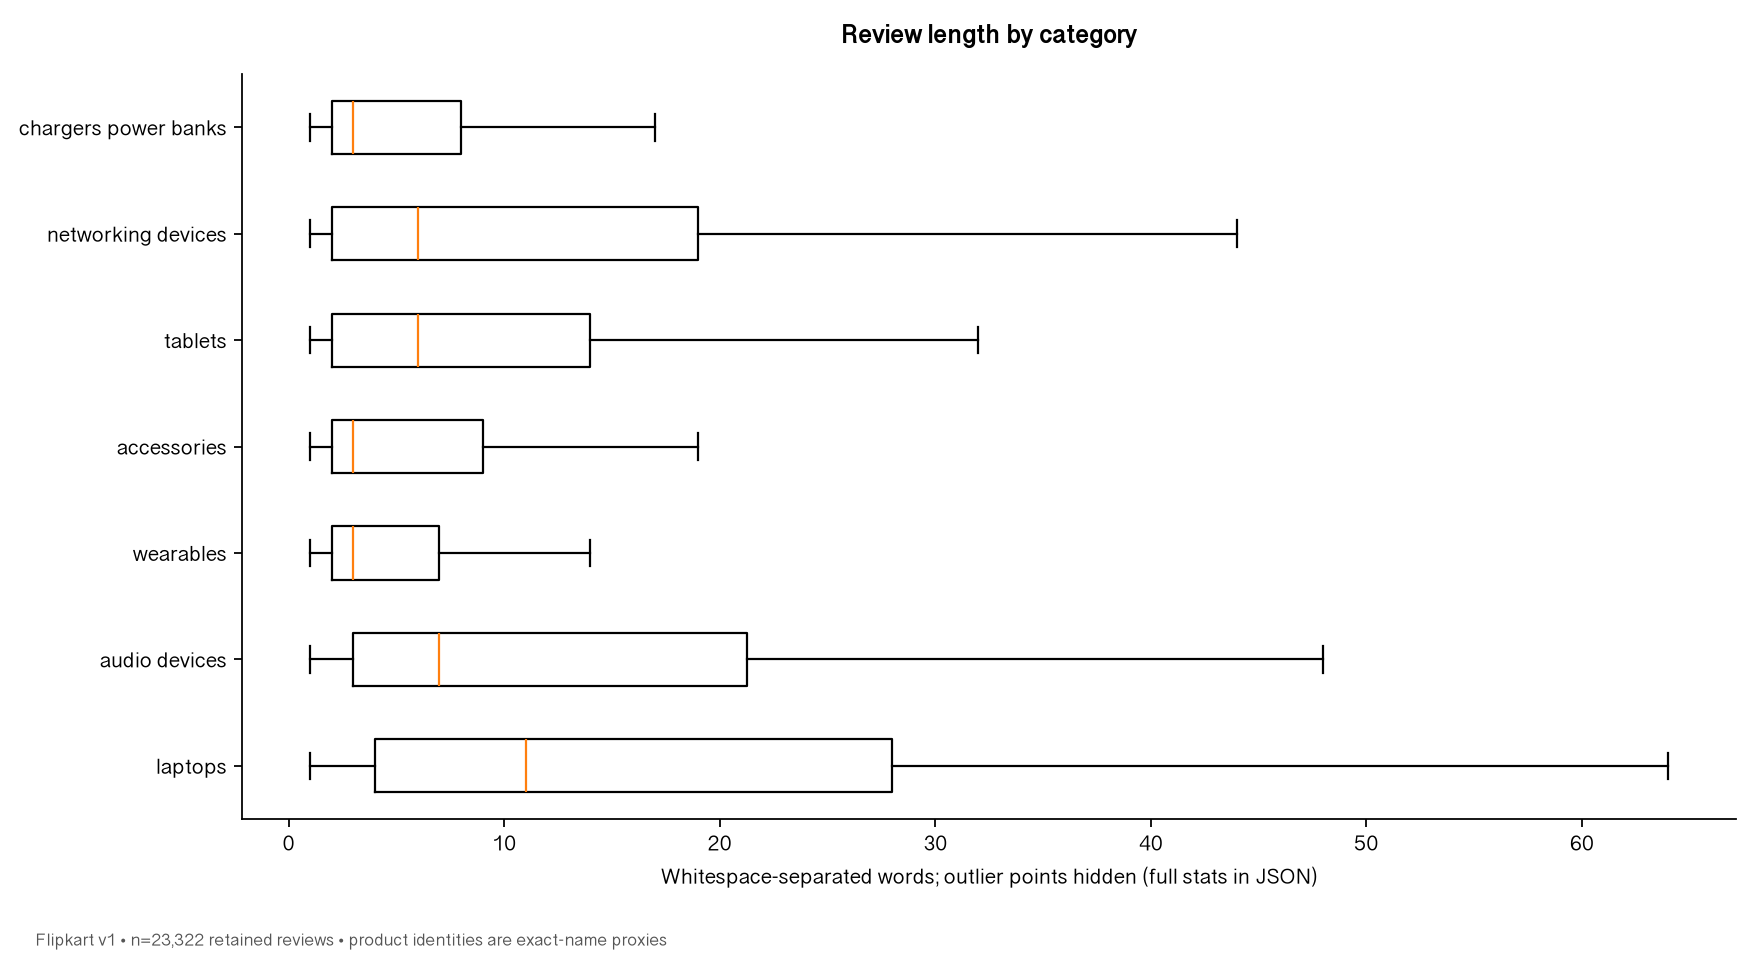 Review length by category
chargers power banks
networking devices
tablets
accessories
wearables
audio devices
laptops
0 10 20 30 40 50 60
Whitespace-separated words; outlier points hidden (full stats in JSON)
Flipkart v1 • n=23,322 retained reviews • product identities are exact-name proxies